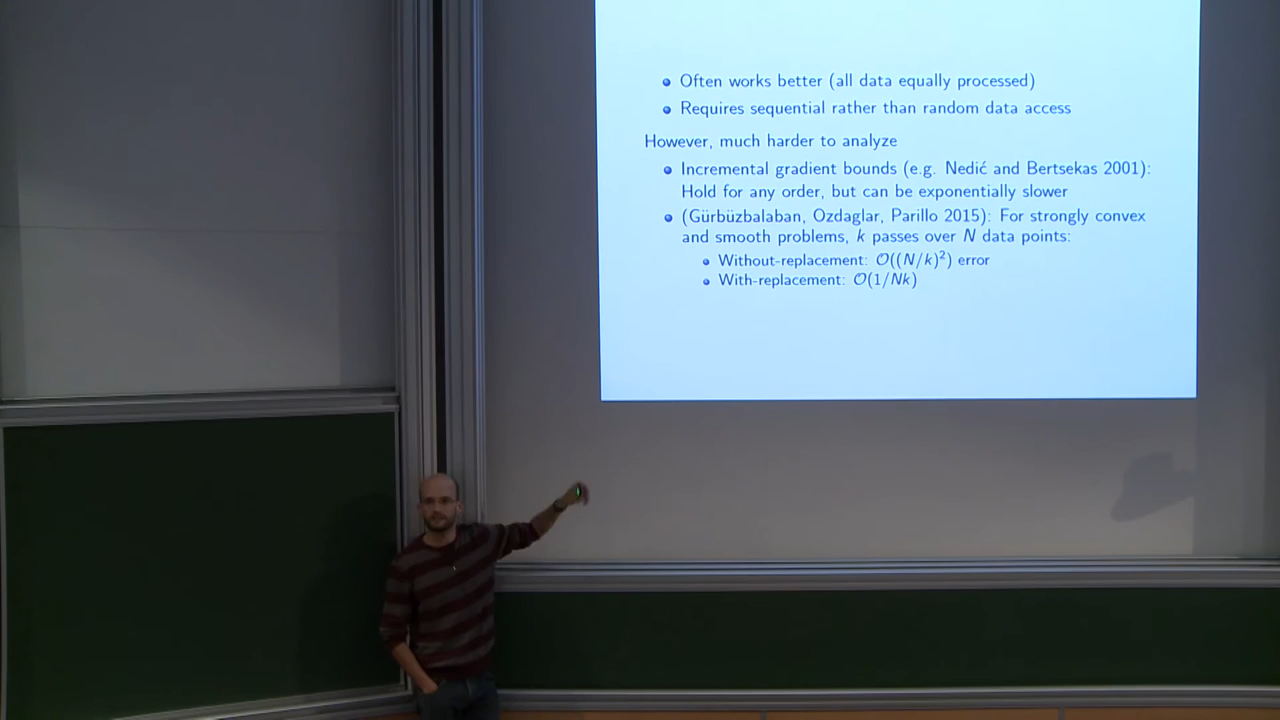 Often works better (all data equally processed)
Requires sequential rather than random data access
However, much harder to analyze
Incremental gradient bounds (e.g. Nedić and Bertsekas 2001):
Hold for any order, but can be exponentially slower
(Gürbüzbalaban, Ozdaglar, Parillo 2015): For strongly convex
and smooth problems, k passes over N data points:
Without-replacement: O((N/k)²) error
With-replacement: O(1/Nk)